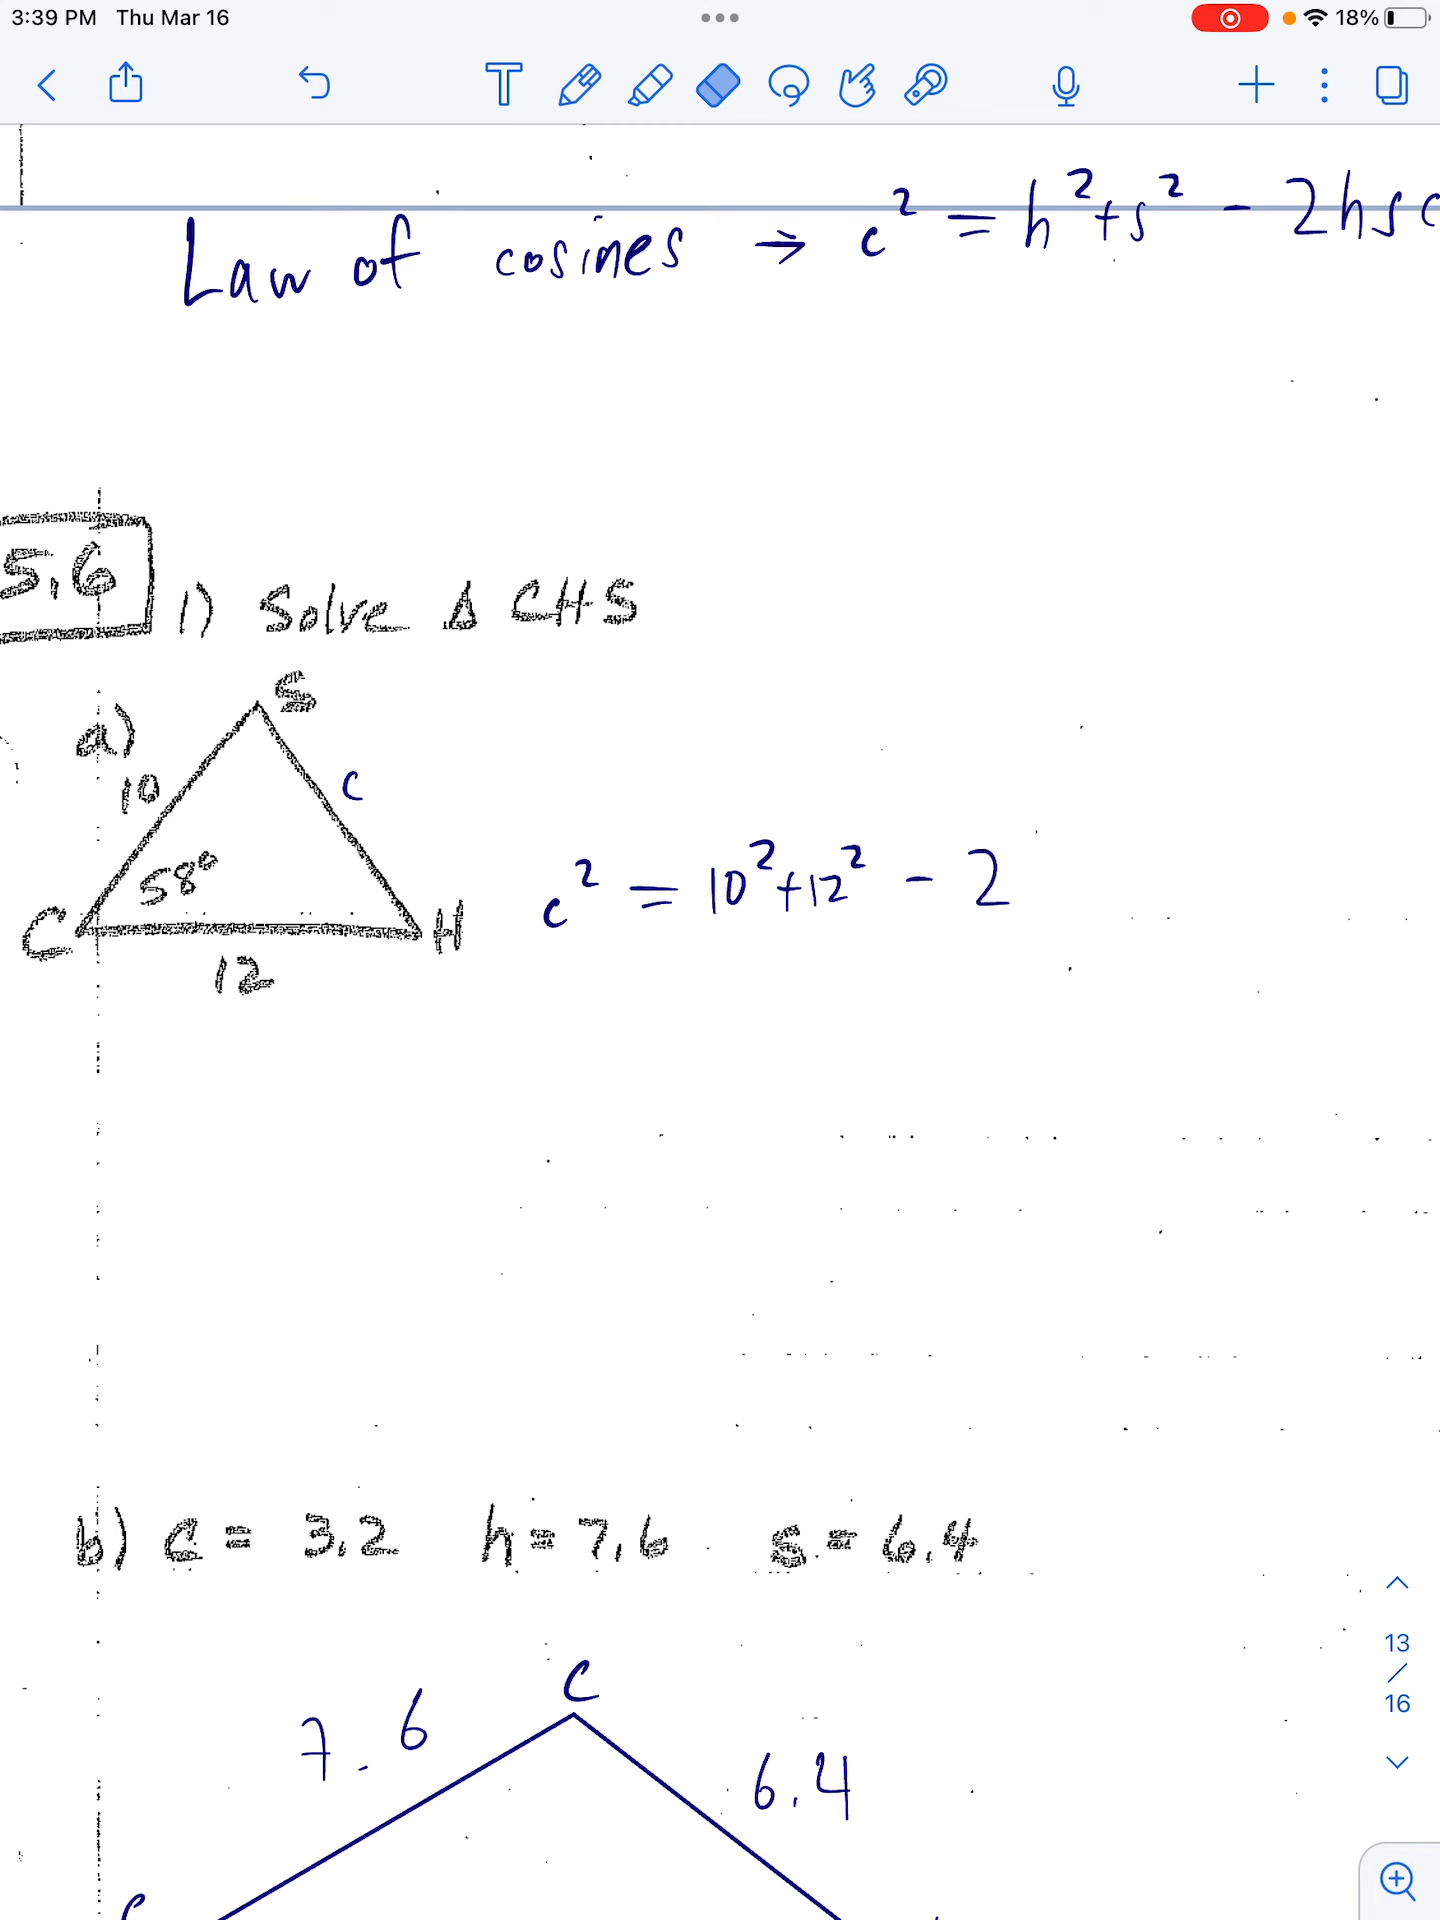 3:39 PM Thu Mar 16
18%
Law of cosines → c² = h²+s² - 2hsc
5.6
1) Solve Δ CHS
a)
S
10
c
58°
C
H
12
c² = 10²+12² - 2
b) c = 3.2 h = 7.6 s = 6.4
13
/
16
C
7.6
6.4